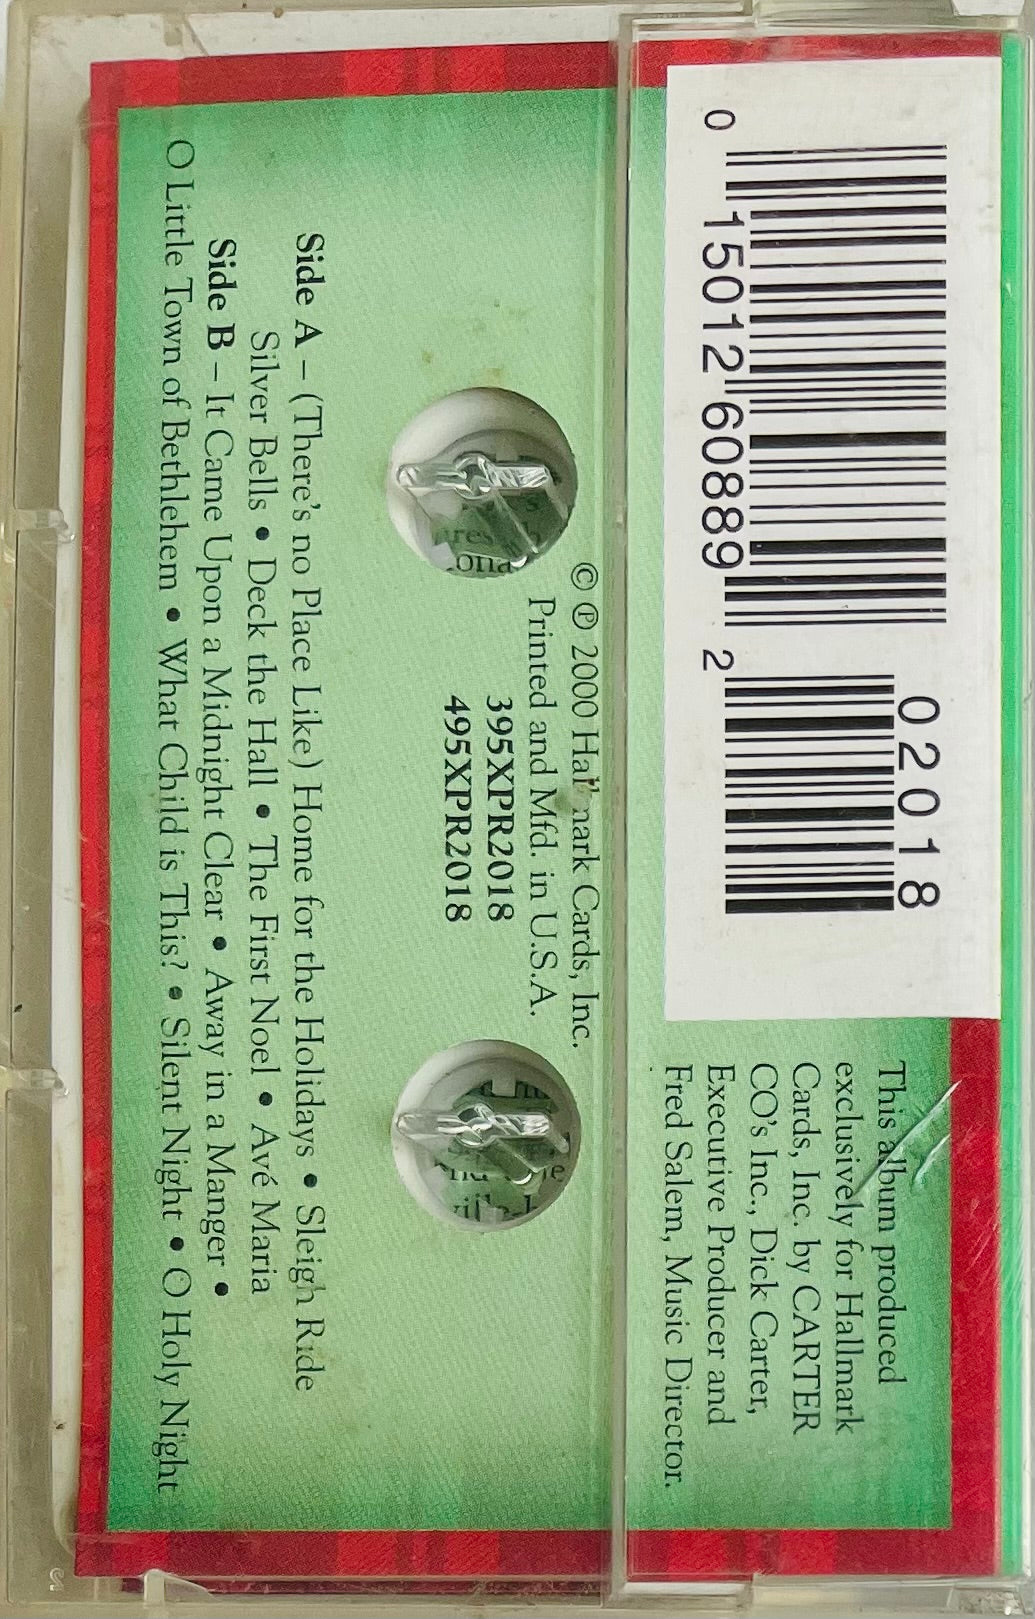 0 15012 60889 2
02018
This album produced
exclusively for Hallmark
Cards, Inc. by CARTER
CO's Inc., Dick Carter,
Executive Producer and
Fred Salem, Music Director.
© ℗ 2000 Hallmark Cards, Inc.
Printed and Mfd. in U.S.A.
395XPR2018
495XPR2018
Side A – (There's no Place Like) Home for the Holidays • Sleigh Ride
Silver Bells • Deck the Hall • The First Noel • Avé Maria
Side B – It Came Upon a Midnight Clear • Away in a Manger •
O Little Town of Bethlehem • What Child is This? • Silent Night • O Holy Night